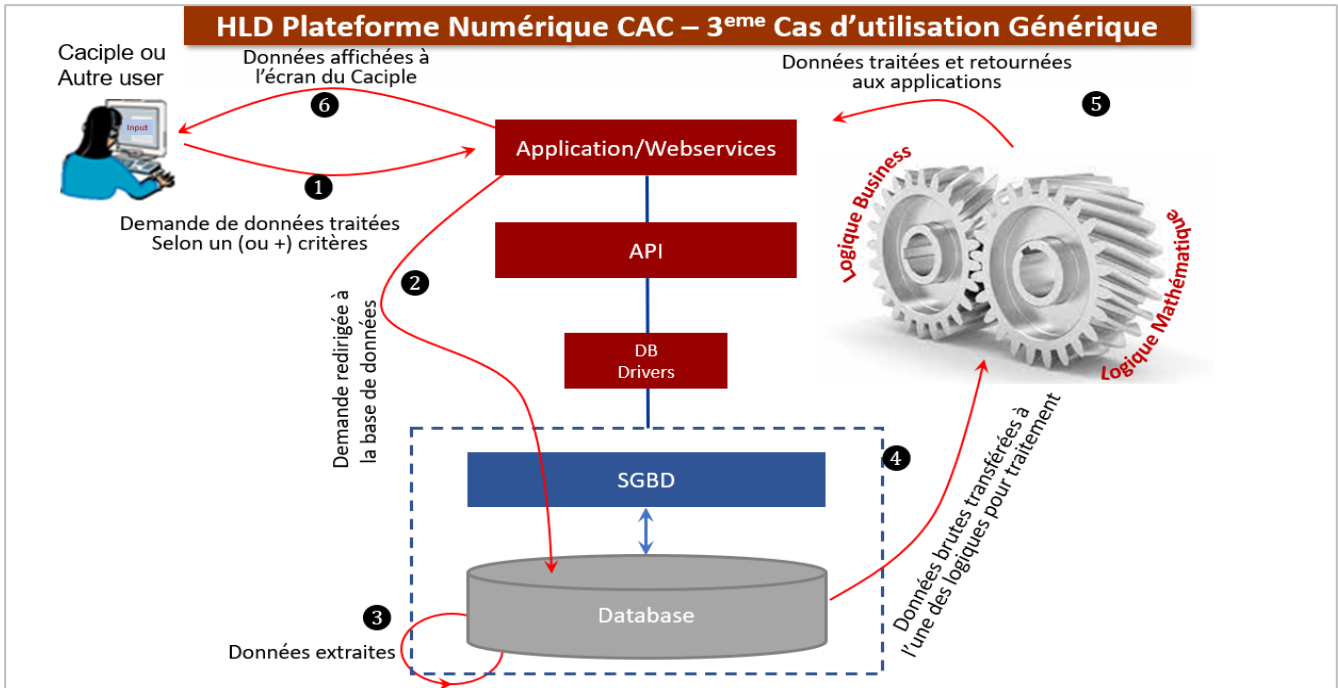 HLD Plateforme Numérique CAC – 3eme Cas d’utilisation Générique
Caciple ou
Autre user
Input
Données affichées à
l’écran du Caciple
6
1
Demande de données traitées
Selon un (ou +) critères
Application/Webservices
API
DB
Drivers
2
Demande redirigée à
la base de données
SGBD
Database
3
Données extraites
4
Données brutes transférées à
l’une des logiques pour traitement
Logique Business
Logique Mathématique
Données traitées et retournées
aux applications
5